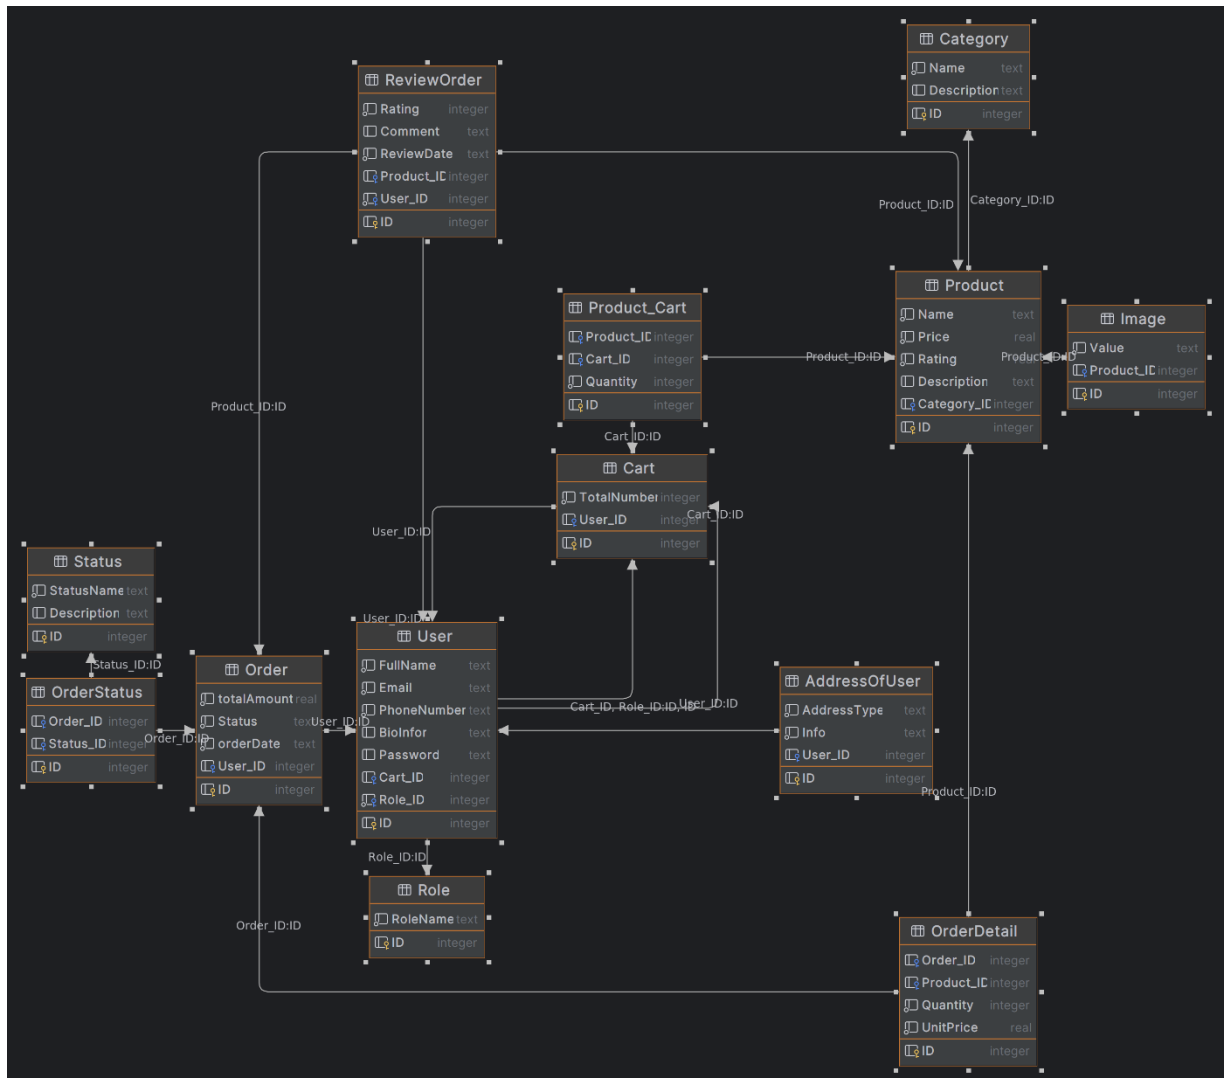 Category
Name text
Description text
ID integer
ReviewOrder
Rating integer
Comment text
ReviewDate text
Product_ID integer
User_ID integer
ID integer
Product_ID:ID
Category_ID:ID
Product
Name text
Price real
Rating
Description text
Category_ID integer
ID integer
Image
Value text
Product_ID integer
ID integer
Product_ID:ID
Product_Cart
Product_ID integer
Cart_ID integer
Quantity integer
ID integer
Product_ID:ID
Cart_ID:ID
Product_ID:ID
Cart
TotalNumber integer
User_ID integer
ID integer
Cart_ID:ID
User_ID:ID
User_ID:ID
Status
StatusName text
Description text
ID integer
Status_ID:ID
OrderStatus
Order_ID integer
Status_ID integer
ID integer
Order_ID:ID
Order
totalAmount real
Status text
orderDate text
User_ID integer
ID integer
User_ID:ID
User
FullName text
Email text
PhoneNumber text
BioInfor text
Password text
Cart_ID integer
Role_ID integer
ID integer
Cart_ID, Role_ID:ID, ID
User_ID:ID
AddressOfUser
AddressType text
Info text
User_ID integer
ID integer
Product_ID:ID
Role_ID:ID
Role
RoleName text
ID integer
Order_ID:ID
OrderDetail
Order_ID integer
Product_ID integer
Quantity integer
UnitPrice real
ID integer